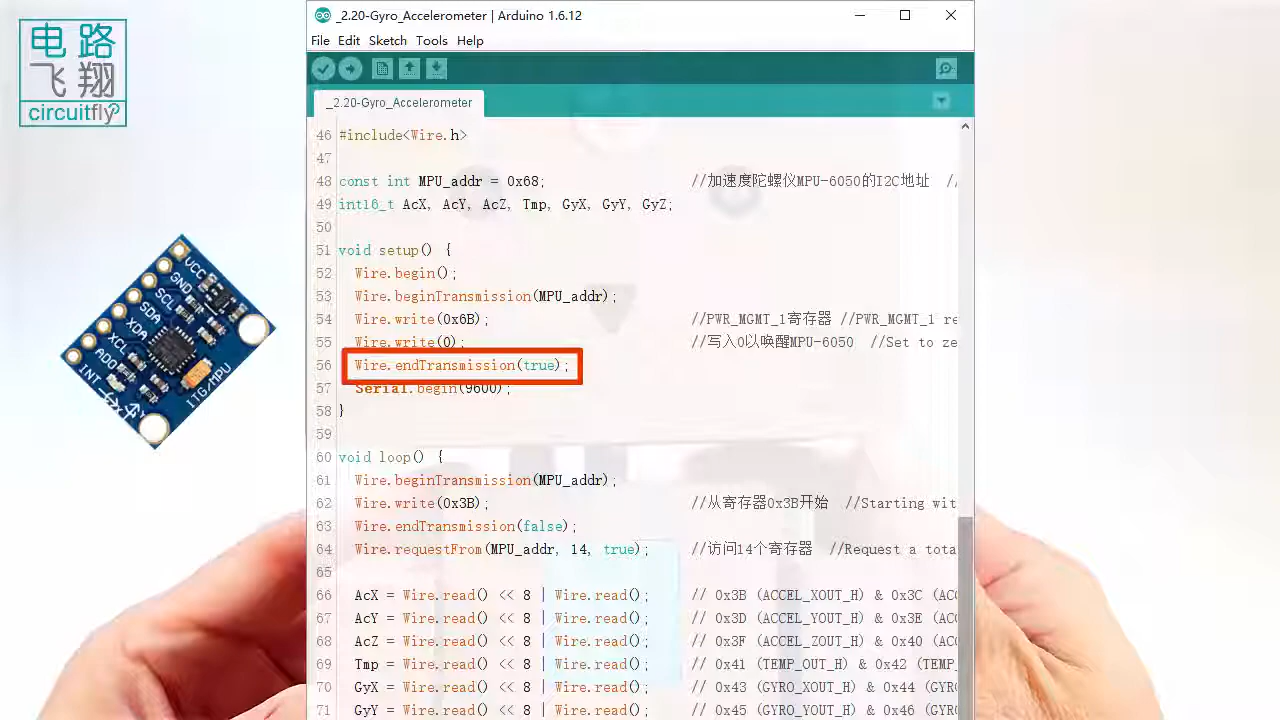 电路
飞翔
circuitfly
_2.20-Gyro_Accelerometer | Arduino 1.6.12
File Edit Sketch Tools Help
_2.20-Gyro_Accelerometer
46 #include<Wire.h>
47
48 const int MPU_addr = 0x68; //加速度陀螺仪MPU-6050的I2C地址 //
49 int16_t AcX, AcY, AcZ, Tmp, GyX, GyY, GyZ;
50
51 void setup() {
52 Wire.begin();
53 Wire.beginTransmission(MPU_addr);
54 Wire.write(0x6B); //PWR_MGMT_1寄存器 //PWR_MGMT_1 re
55 Wire.write(0); //写入0以唤醒MPU-6050 //Set to ze
56 Wire.endTransmission(true);
57 Serial.begin(9600);
58 }
59
60 void loop() {
61 Wire.beginTransmission(MPU_addr);
62 Wire.write(0x3B); //从寄存器0x3B开始 //Starting wit
63 Wire.endTransmission(false);
64 Wire.requestFrom(MPU_addr, 14, true); //访问14个寄存器 //Request a tota
65
66 AcX = Wire.read() << 8 | Wire.read(); // 0x3B (ACCEL_XOUT_H) & 0x3C (ACC
67 AcY = Wire.read() << 8 | Wire.read(); // 0x3D (ACCEL_YOUT_H) & 0x3E (ACC
68 AcZ = Wire.read() << 8 | Wire.read(); // 0x3F (ACCEL_ZOUT_H) & 0x40 (ACC
69 Tmp = Wire.read() << 8 | Wire.read(); // 0x41 (TEMP_OUT_H) & 0x42 (TEMP_
70 GyX = Wire.read() << 8 | Wire.read(); // 0x43 (GYRO_XOUT_H) & 0x44 (GYR
71 GyY = Wire.read() << 8 | Wire.read(); // 0x45 (GYRO_YOUT_H) & 0x46 (GYR
VCC
GND
SCL
SDA
XDA
XCL
ADO
INT
ITG/MPU